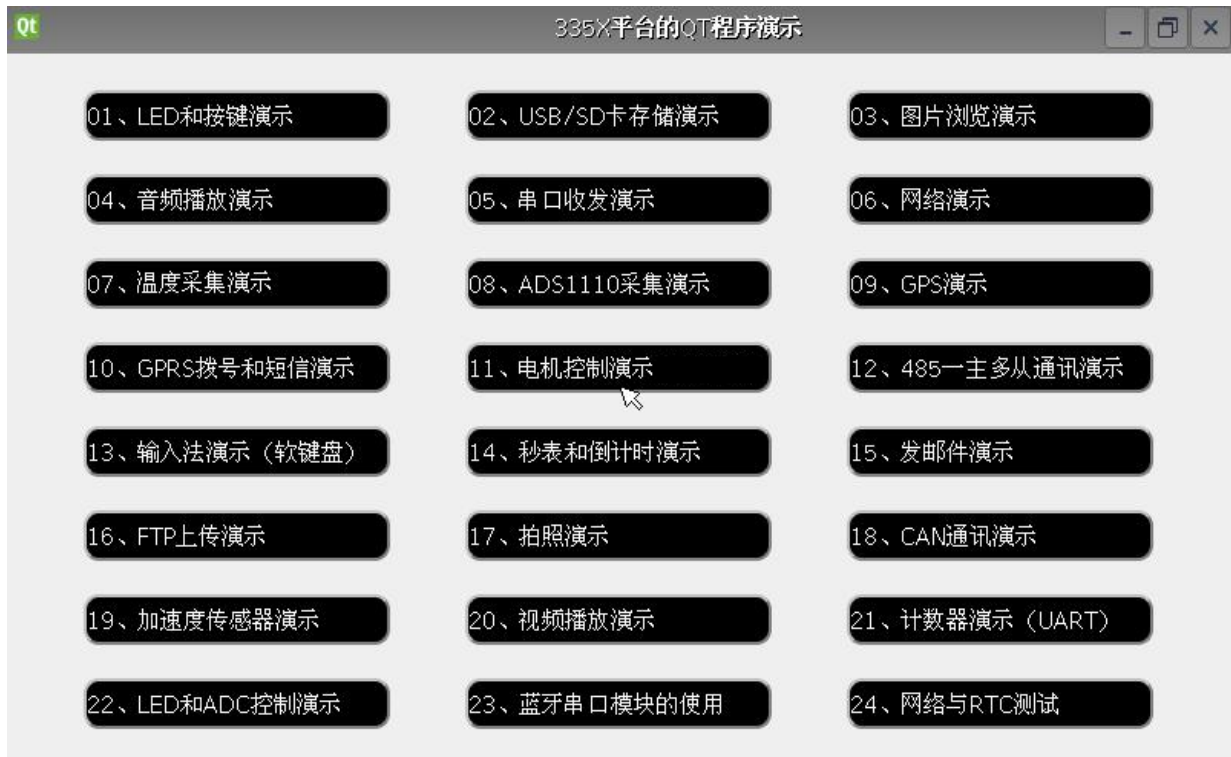 Qt
335X平台的QT程序演示
01、LED和按键演示
02、USB/SD卡存储演示
03、图片浏览演示
04、音频播放演示
05、串口收发演示
06、网络演示
07、温度采集演示
08、ADS1110采集演示
09、GPS演示
10、GPRS拨号和短信演示
11、电机控制演示
12、485一主多从通讯演示
13、输入法演示（软键盘）
14、秒表和倒计时演示
15、发邮件演示
16、FTP上传演示
17、拍照演示
18、CAN通讯演示
19、加速度传感器演示
20、视频播放演示
21、计数器演示（UART）
22、LED和ADC控制演示
23、蓝牙串口模块的使用
24、网络与RTC测试